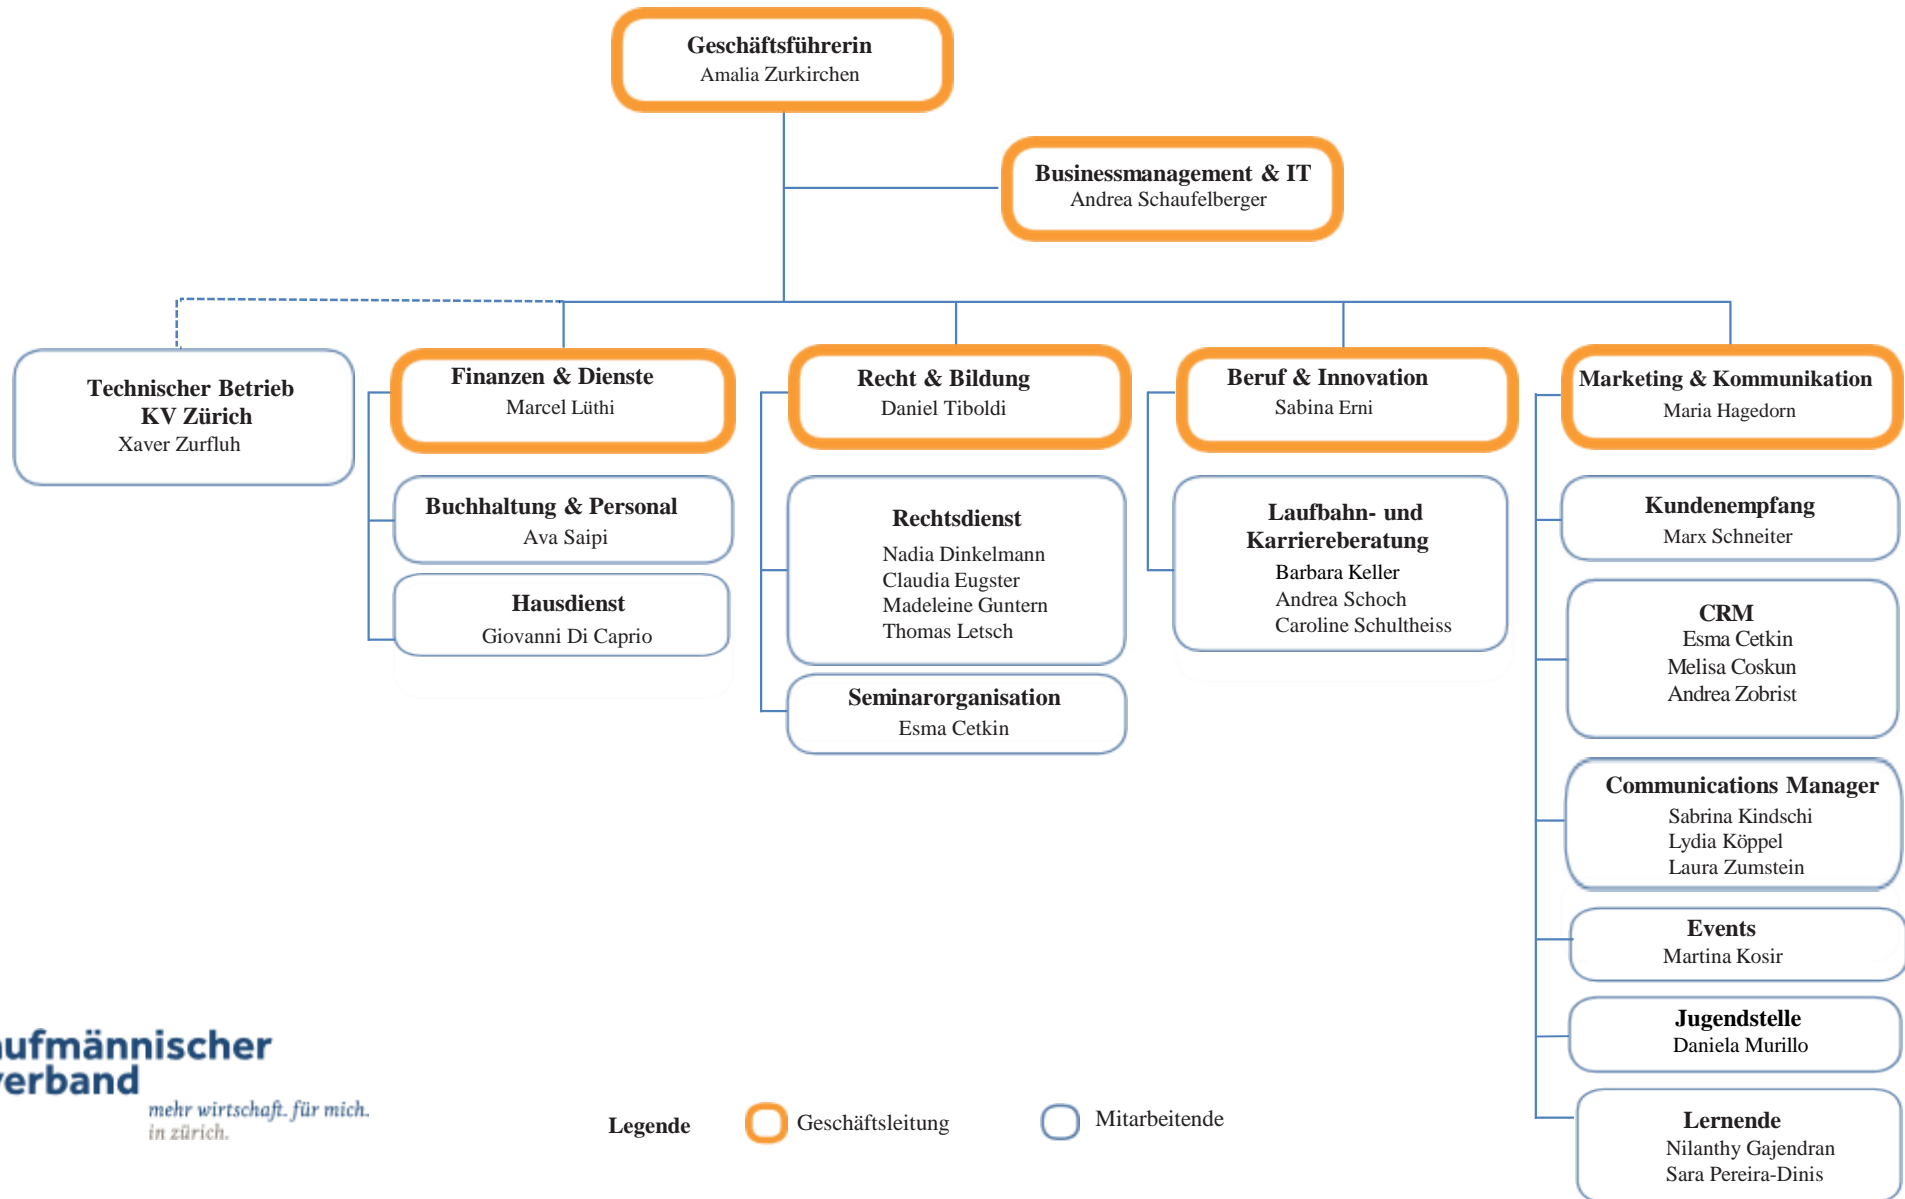 Geschäftsführerin
Amalia Zurkirchen
Businessmanagement & IT
Andrea Schaufelberger
Technischer Betrieb
KV Zürich
Xaver Zurfluh
Finanzen & Dienste
Marcel Lüthi
Buchhaltung & Personal
Ava Saipi
Hausdienst
Giovanni Di Caprio
Recht & Bildung
Daniel Tiboldi
Rechtsdienst
Nadia Dinkelmann
Claudia Eugster
Madeleine Guntern
Thomas Letsch
Seminarorganisation
Esma Cetkin
Beruf & Innovation
Sabina Erni
Laufbahn- und
Karriereberatung
Barbara Keller
Andrea Schoch
Caroline Schultheiss
Marketing & Kommunikation
Maria Hagedorn
Kundenempfang
Marx Schneiter
CRM
Esma Cetkin
Melisa Coskun
Andrea Zobrist
Communications Manager
Sabrina Kindschi
Lydia Köppel
Laura Zumstein
Events
Martina Kosir
Jugendstelle
Daniela Murillo
Lernende
Nilanthy Gajendran
Sara Pereira-Dinis
aufmännischer
verband
mehr wirtschaft. für mich.
in zürich.
Legende
Geschäftsleitung
Mitarbeitende